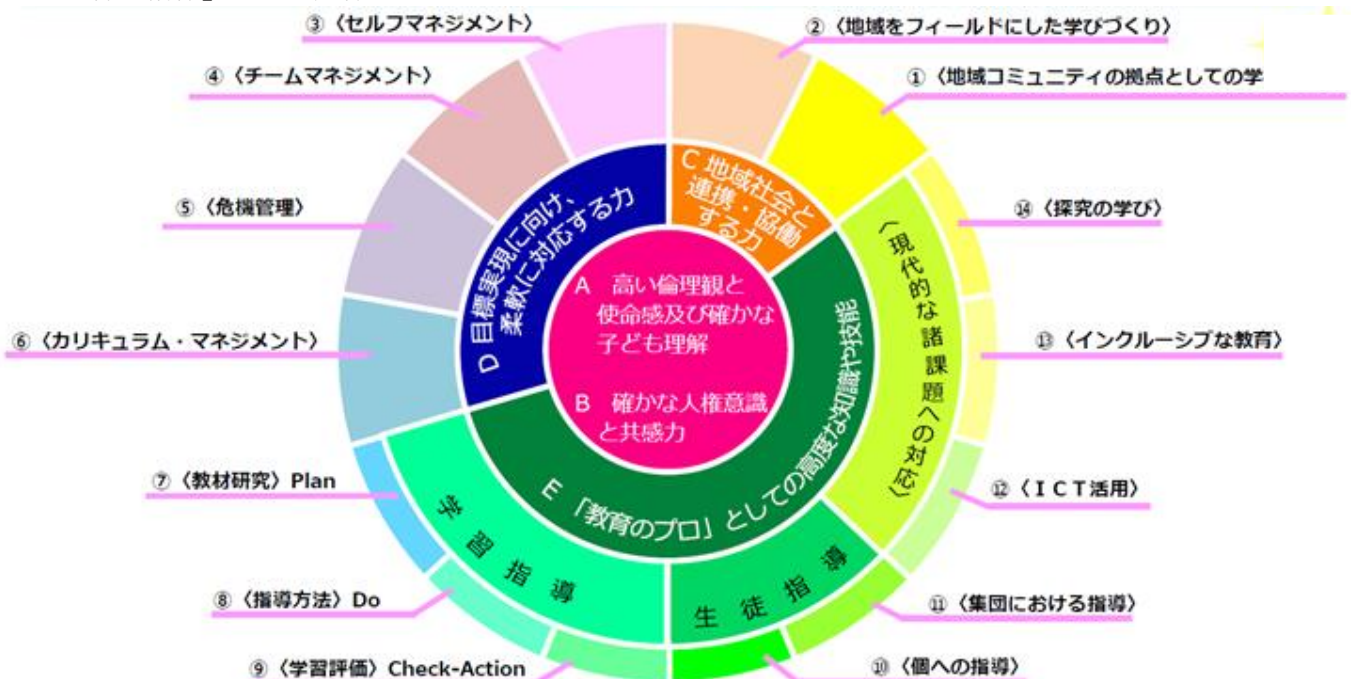 ③〈セルフマネジメント〉
②〈地域をフィールドにした学びづくり〉
④〈チームマネジメント〉
①〈地域コミュニティの拠点としての学
⑤〈危機管理〉
⑭〈探究の学び〉
⑥〈カリキュラム・マネジメント〉
⑬〈インクルーシブな教育〉
⑦〈教材研究〉Plan
⑫〈ＩＣＴ活用〉
⑧〈指導方法〉Do
⑪〈集団における指導〉
⑨〈学習評価〉Check-Action
⑩〈個への指導〉
C 地域社会と
連携・協働
する力
D 目標実現に向け、
柔軟に対応する力
A　高い倫理観と
使命感及び確かな
子ども理解
B　確かな人権意識
と共感力
E 「教育のプロ」としての高度な知識や技能
〈現代的な諸課題への対応〉
学習指導
生徒指導